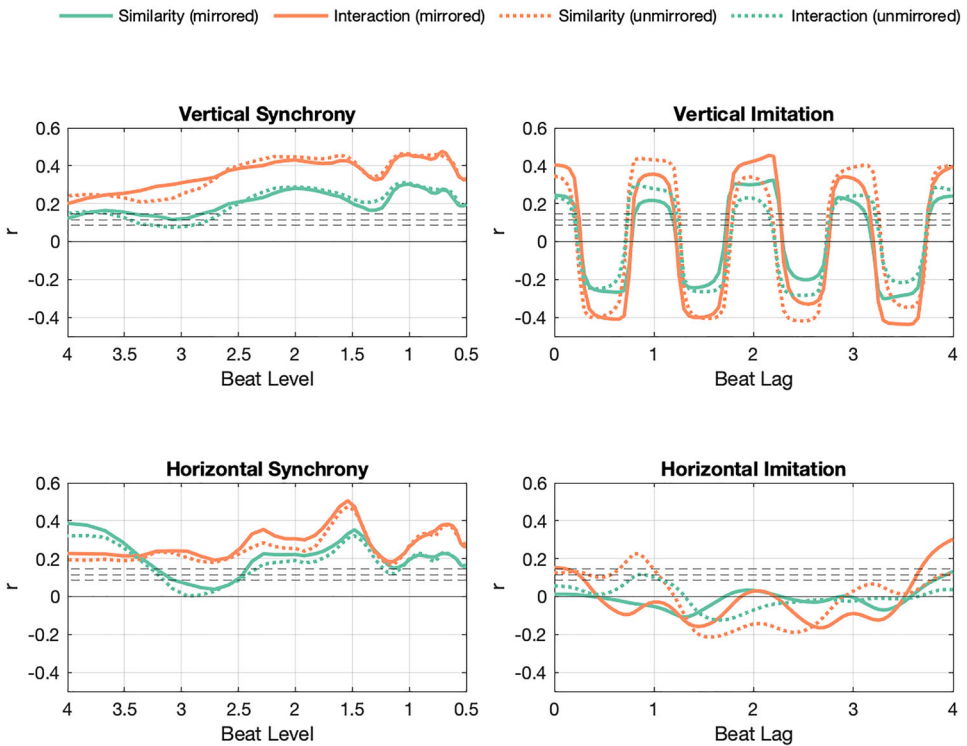 Similarity (mirrored) Interaction (mirrored) Similarity (unmirrored) Interaction (unmirrored)
Vertical Synchrony
0.6
0.4
0.2
0
-0.2
-0.4
r
4 3.5 3 2.5 2 1.5 1 0.5
Beat Level
Vertical Imitation
0.6
0.4
0.2
0
-0.2
-0.4
r
0 1 2 3 4
Beat Lag
Horizontal Synchrony
0.6
0.4
0.2
0
-0.2
-0.4
r
4 3.5 3 2.5 2 1.5 1 0.5
Beat Level
Horizontal Imitation
0.6
0.4
0.2
0
-0.2
-0.4
r
0 1 2 3 4
Beat Lag